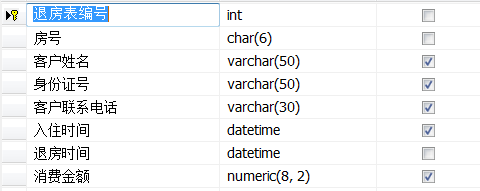 退房表编号 int
房号 char(6)
客户姓名 varchar(50)
身份证号 varchar(50)
客户联系电话 varchar(30)
入住时间 datetime
退房时间 datetime
消费金额 numeric(8, 2)